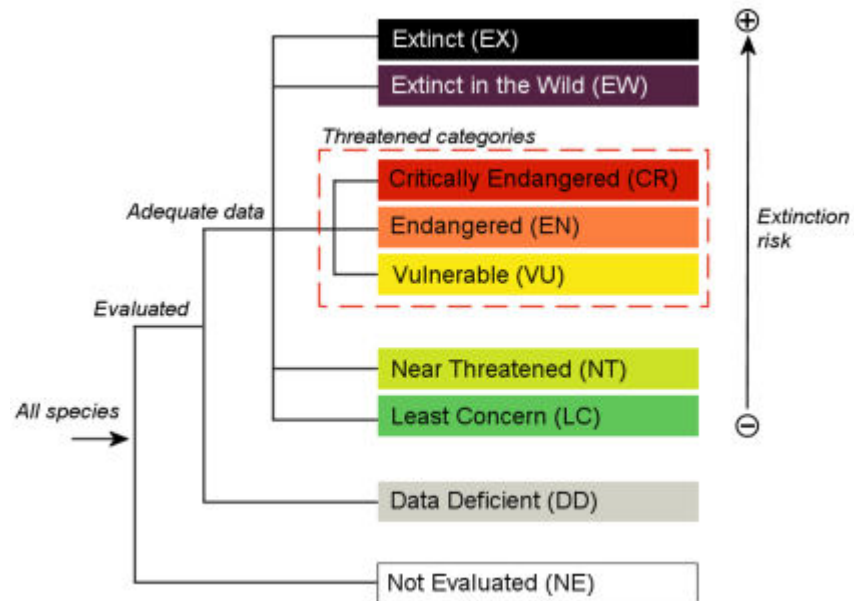 Extinct (EX)
Extinct in the Wild (EW)
Threatened categories
Critically Endangered (CR)
Adequate data
Endangered (EN)
Extinction
risk
Vulnerable (VU)
Evaluated
Near Threatened (NT)
All species
Least Concern (LC)
Data Deficient (DD)
Not Evaluated (NE)